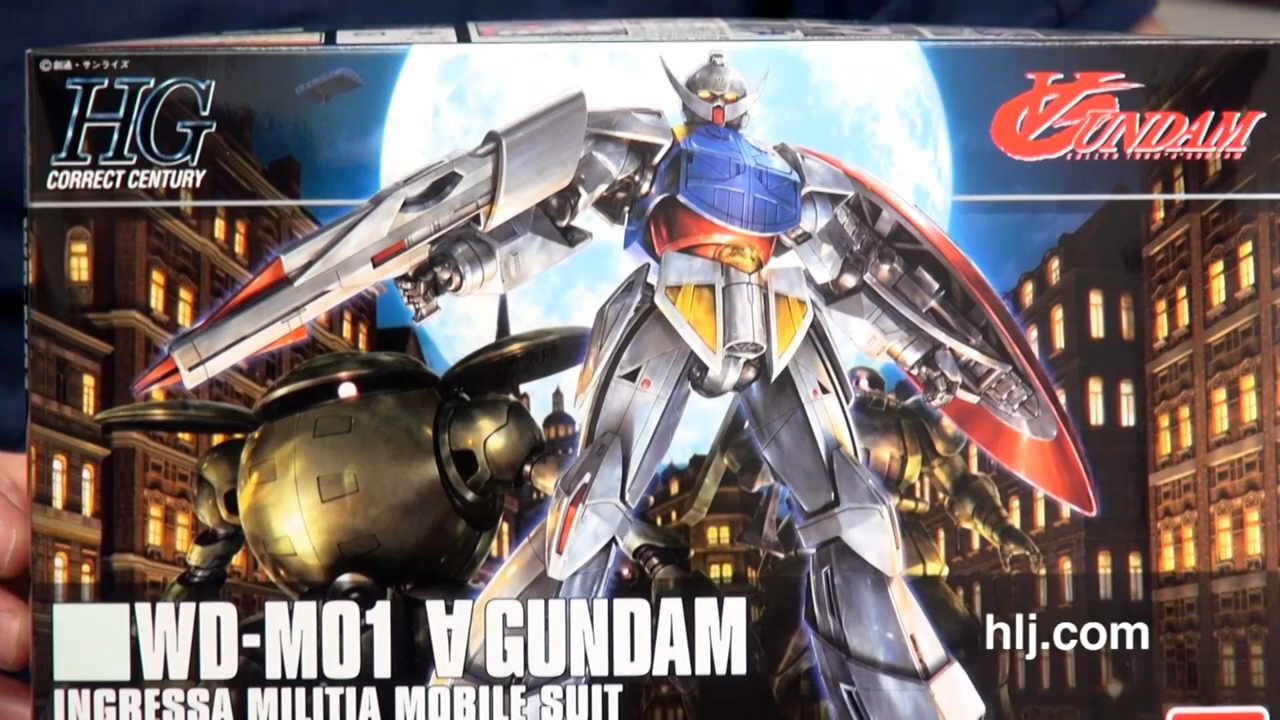 ©創通・サンライズ
HG
CORRECT CENTURY
∀GUNDAM
WD-M01 ∀GUNDAM
INGRESSA MILITIA MOBILE SUIT
hlj.com